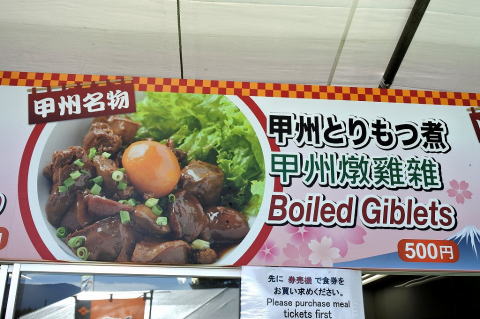 甲州名物
甲州とりもつ煮
甲州燉雞雜
Boiled Giblets
500円
先に 券売機 で食券を
お買い求めください。
Please purchase meal
tickets first